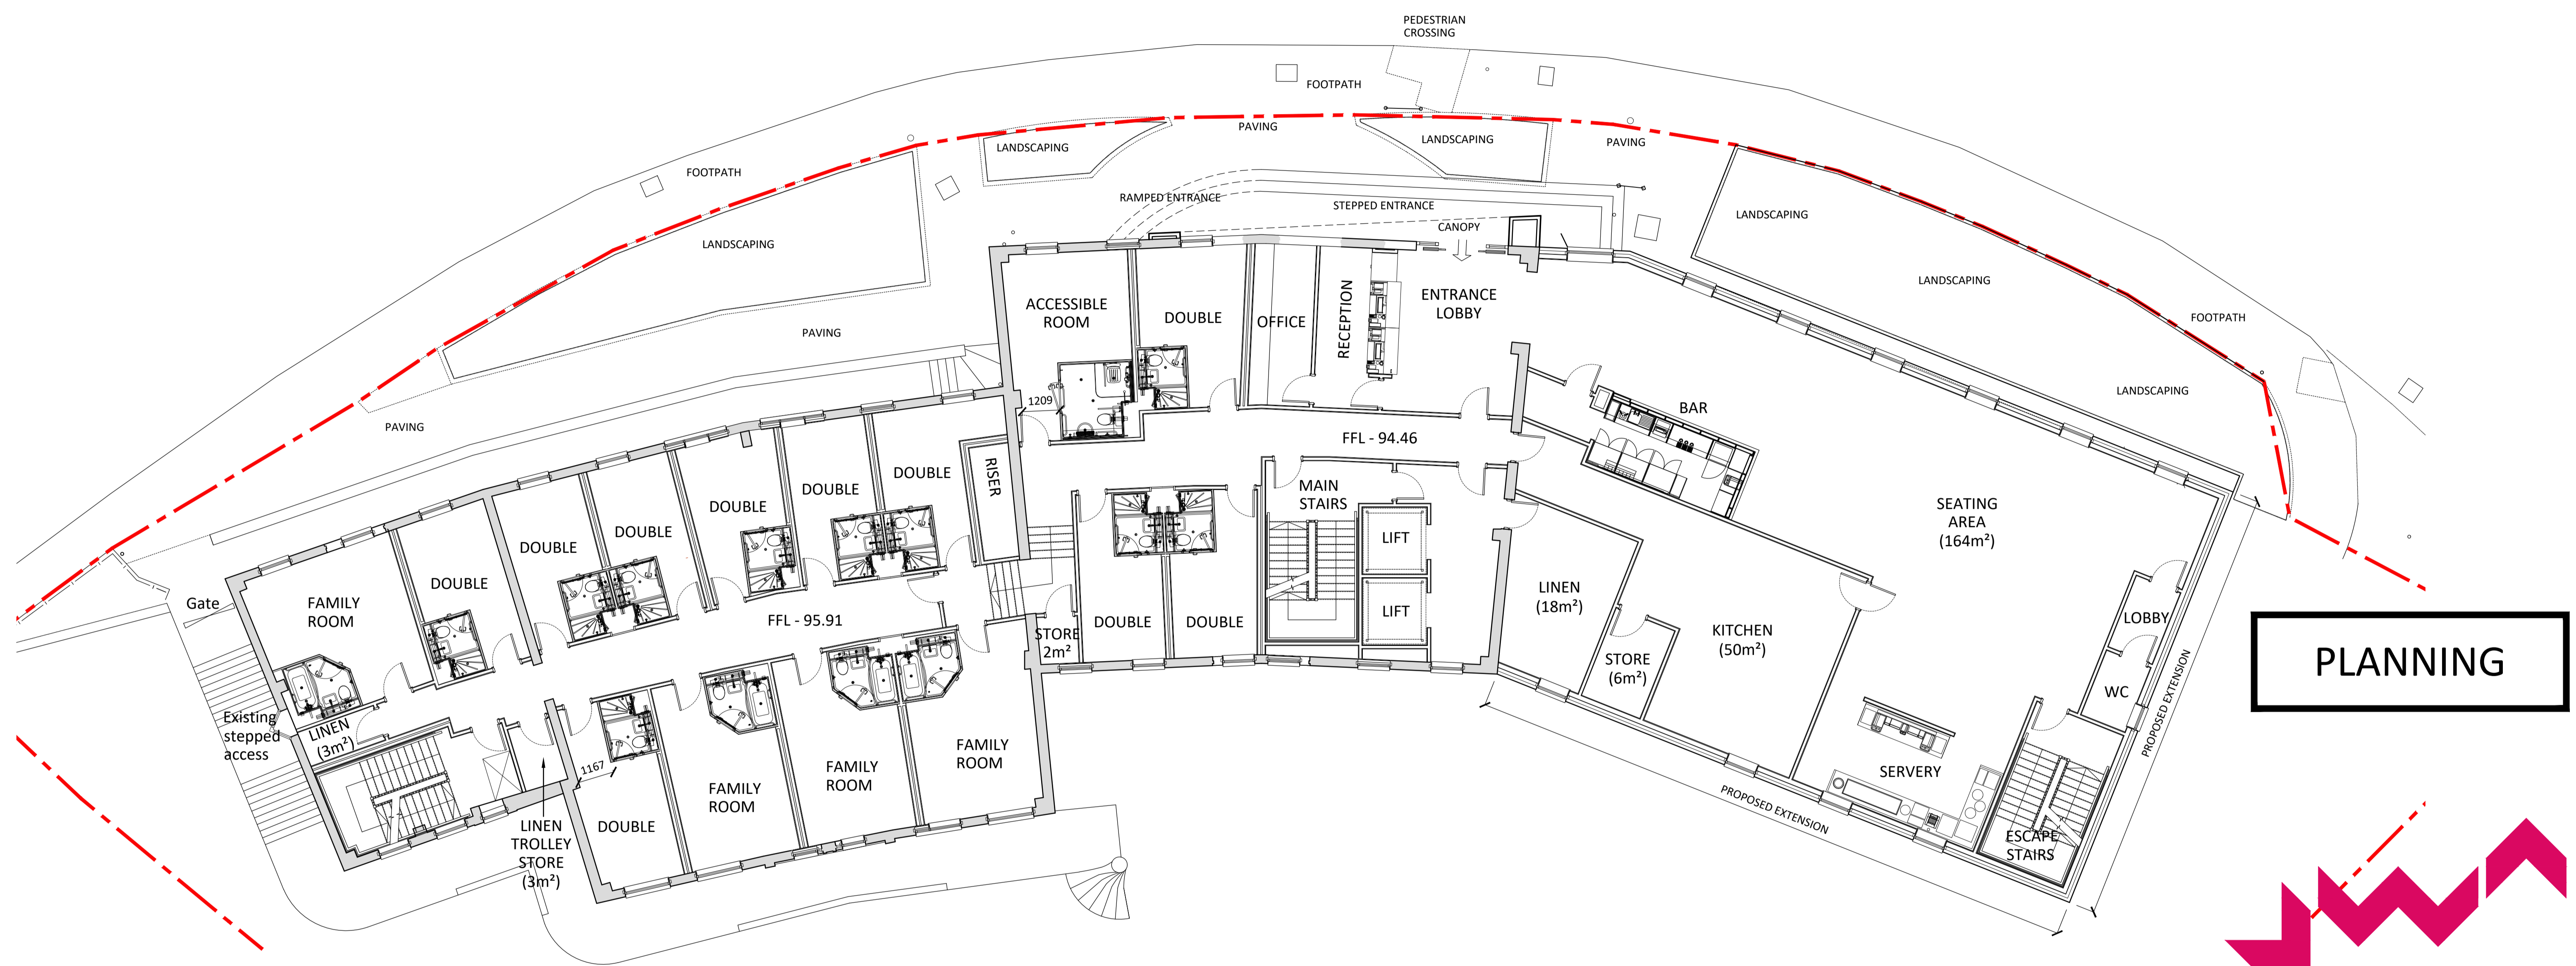 PEDESTRIAN
CROSSING
FOOTPATH
PAVING
LANDSCAPING
LANDSCAPING
PAVING
FOOTPATH
RAMPED ENTRANCE
STEPPED ENTRANCE
CANOPY
LANDSCAPING
LANDSCAPING
LANDSCAPING
FOOTPATH
LANDSCAPING
PAVING
PAVING
ACCESSIBLE
ROOM
DOUBLE
OFFICE
RECEPTION
ENTRANCE
LOBBY
1209
BAR
FFL - 94.46
DOUBLE
DOUBLE
DOUBLE
DOUBLE
DOUBLE
RISER
MAIN
STAIRS
SEATING
AREA
(164m²)
LIFT
LIFT
Gate
FAMILY
ROOM
DOUBLE
FFL - 95.91
STORE
2m²
DOUBLE
DOUBLE
LINEN
(18m²)
STORE
(6m²)
KITCHEN
(50m²)
LOBBY
WC
PROPOSED EXTENSION
PLANNING
Existing
stepped
access
LINEN
(3m²)
1167
DOUBLE
FAMILY
ROOM
FAMILY
ROOM
FAMILY
ROOM
SERVERY
PROPOSED EXTENSION
ESCAPE
STAIRS
LINEN
TROLLEY
STORE
(3m²)